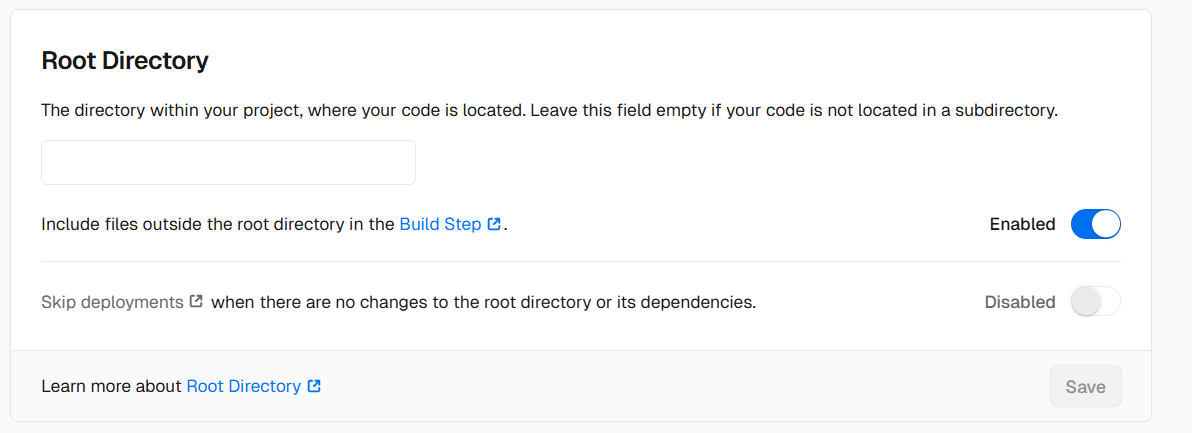 Root Directory
The directory within your project, where your code is located. Leave this field empty if your code is not located in a subdirectory.
Include files outside the root directory in the Build Step.
Enabled
Skip deployments when there are no changes to the root directory or its dependencies.
Disabled
Learn more about Root Directory
Save